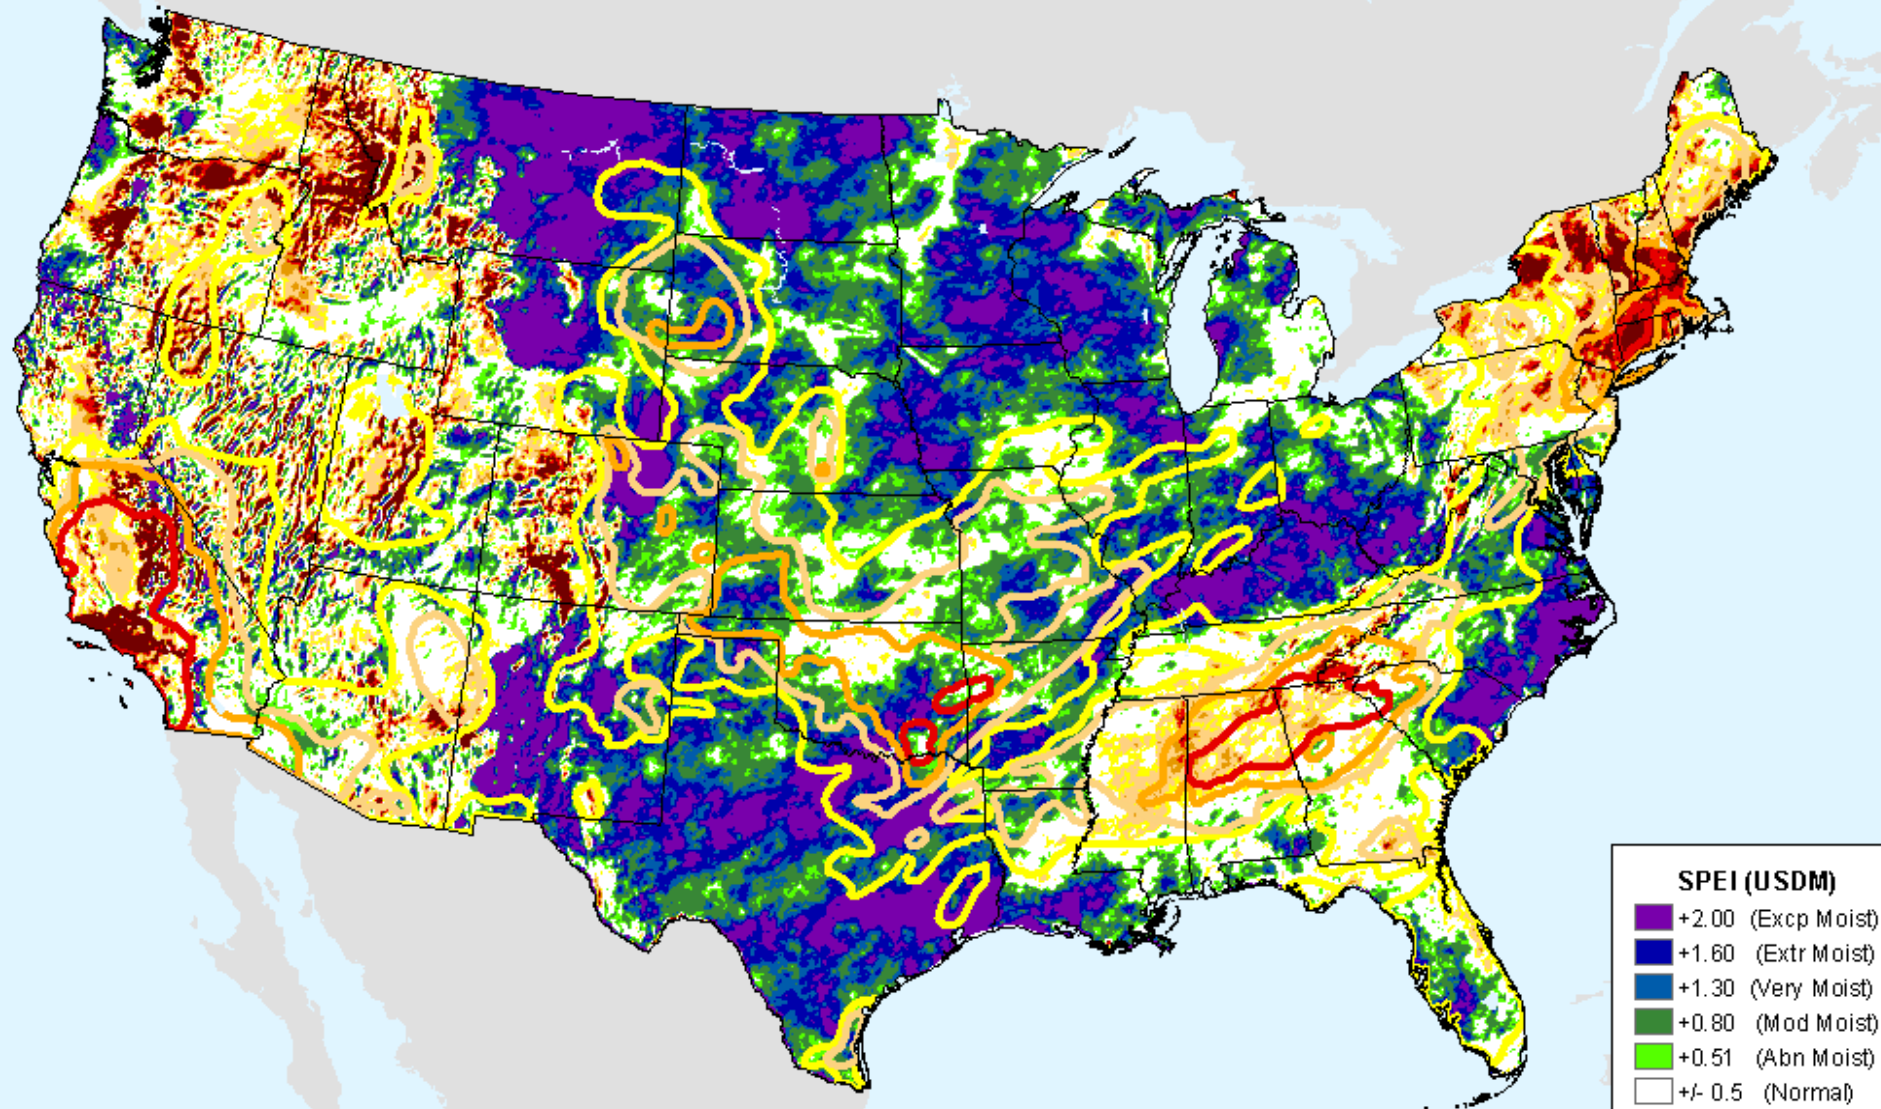 SPEI (USDM)
+2.00 (Excp Moist)
+1.60 (Extr Moist)
+1.30 (Very Moist)
+0.80 (Mod Moist)
+0.51 (Abn Moist)
+/- 0.5 (Normal)